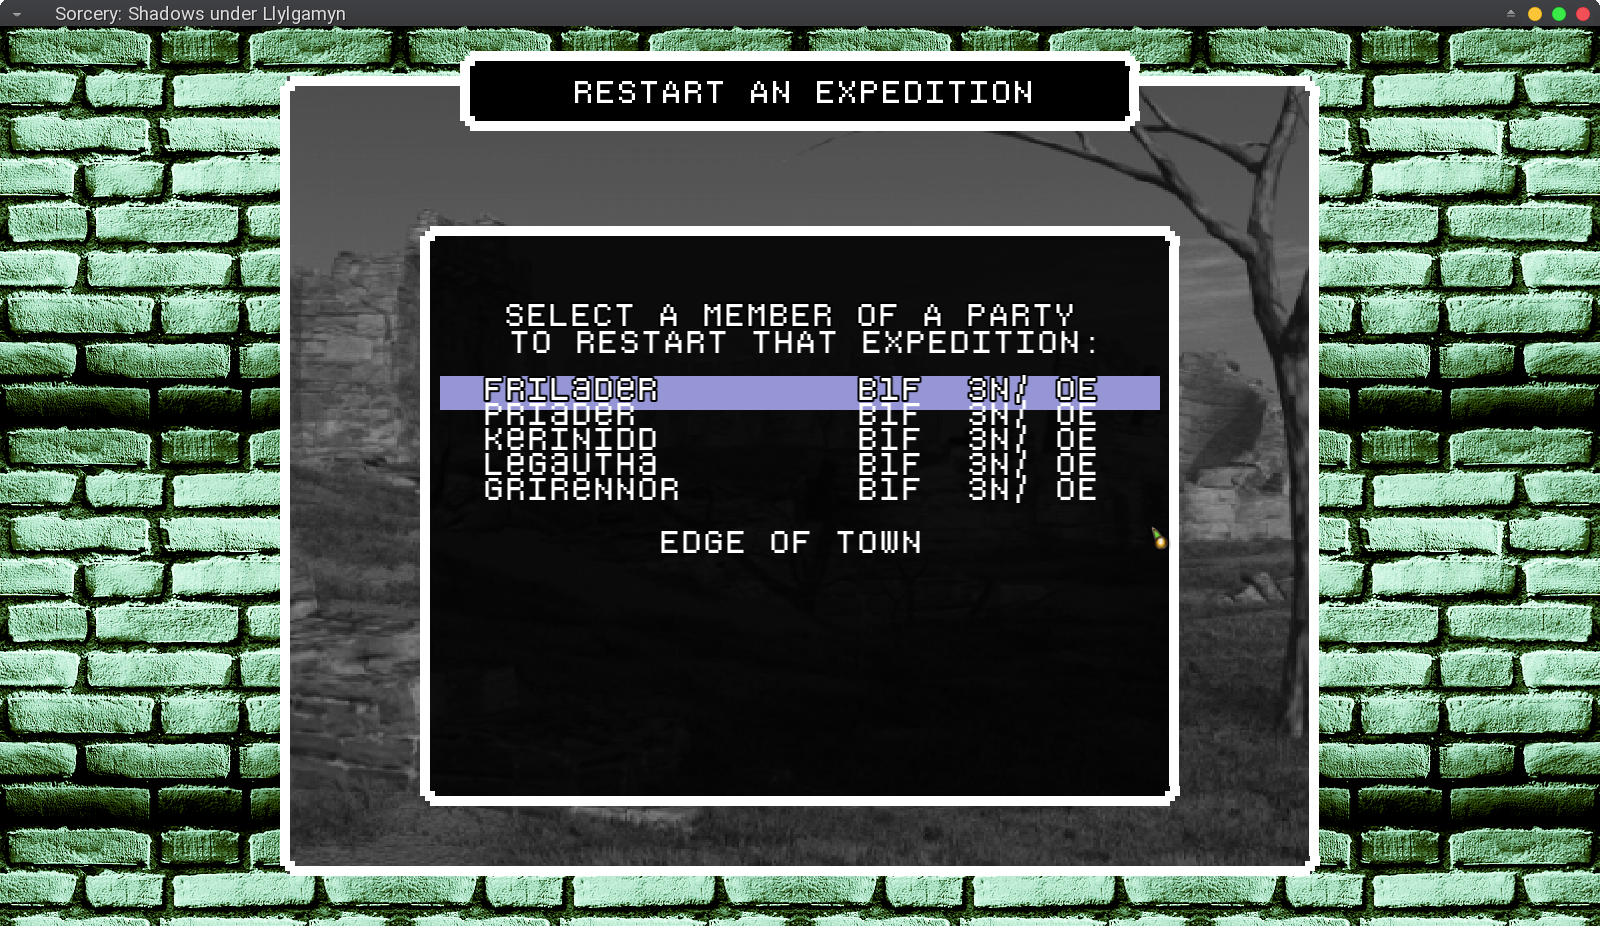 Sorcery: Shadows under Llylgamyn
RESTART AN EXPEDITION
SELECT A MEMBER OF A PARTY
TO RESTART THAT EXPEDITION:
FRILaDeR B1F 3N/ 0E
PRIaDeR B1F 3N/ 0E
KeRINIDD B1F 3N/ 0E
LeGaUTHa B1F 3N/ 0E
GRIReNNOR B1F 3N/ 0E
EDGE OF TOWN